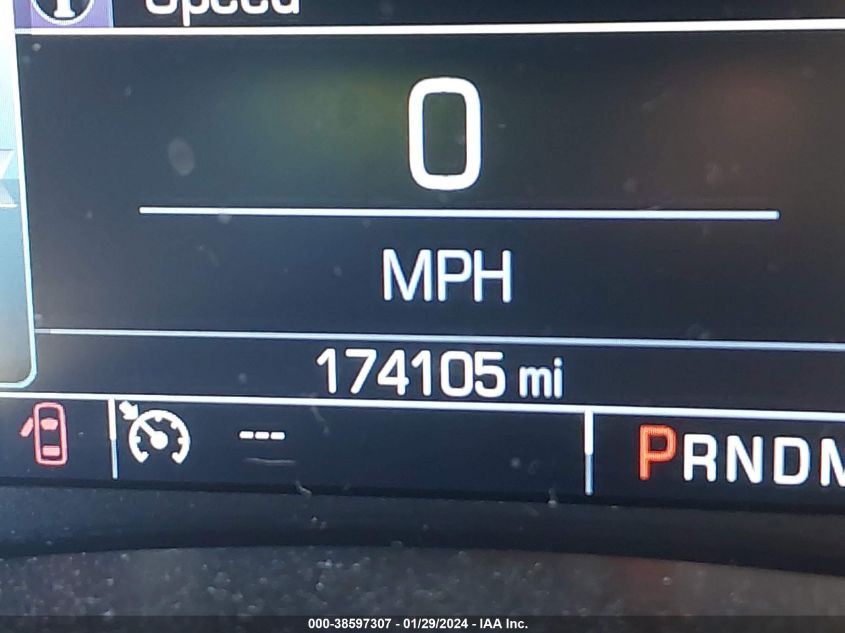 Speed
0
MPH
174105 mi
---
PRNDM
000-38597307 - 01/29/2024 - IAA Inc.